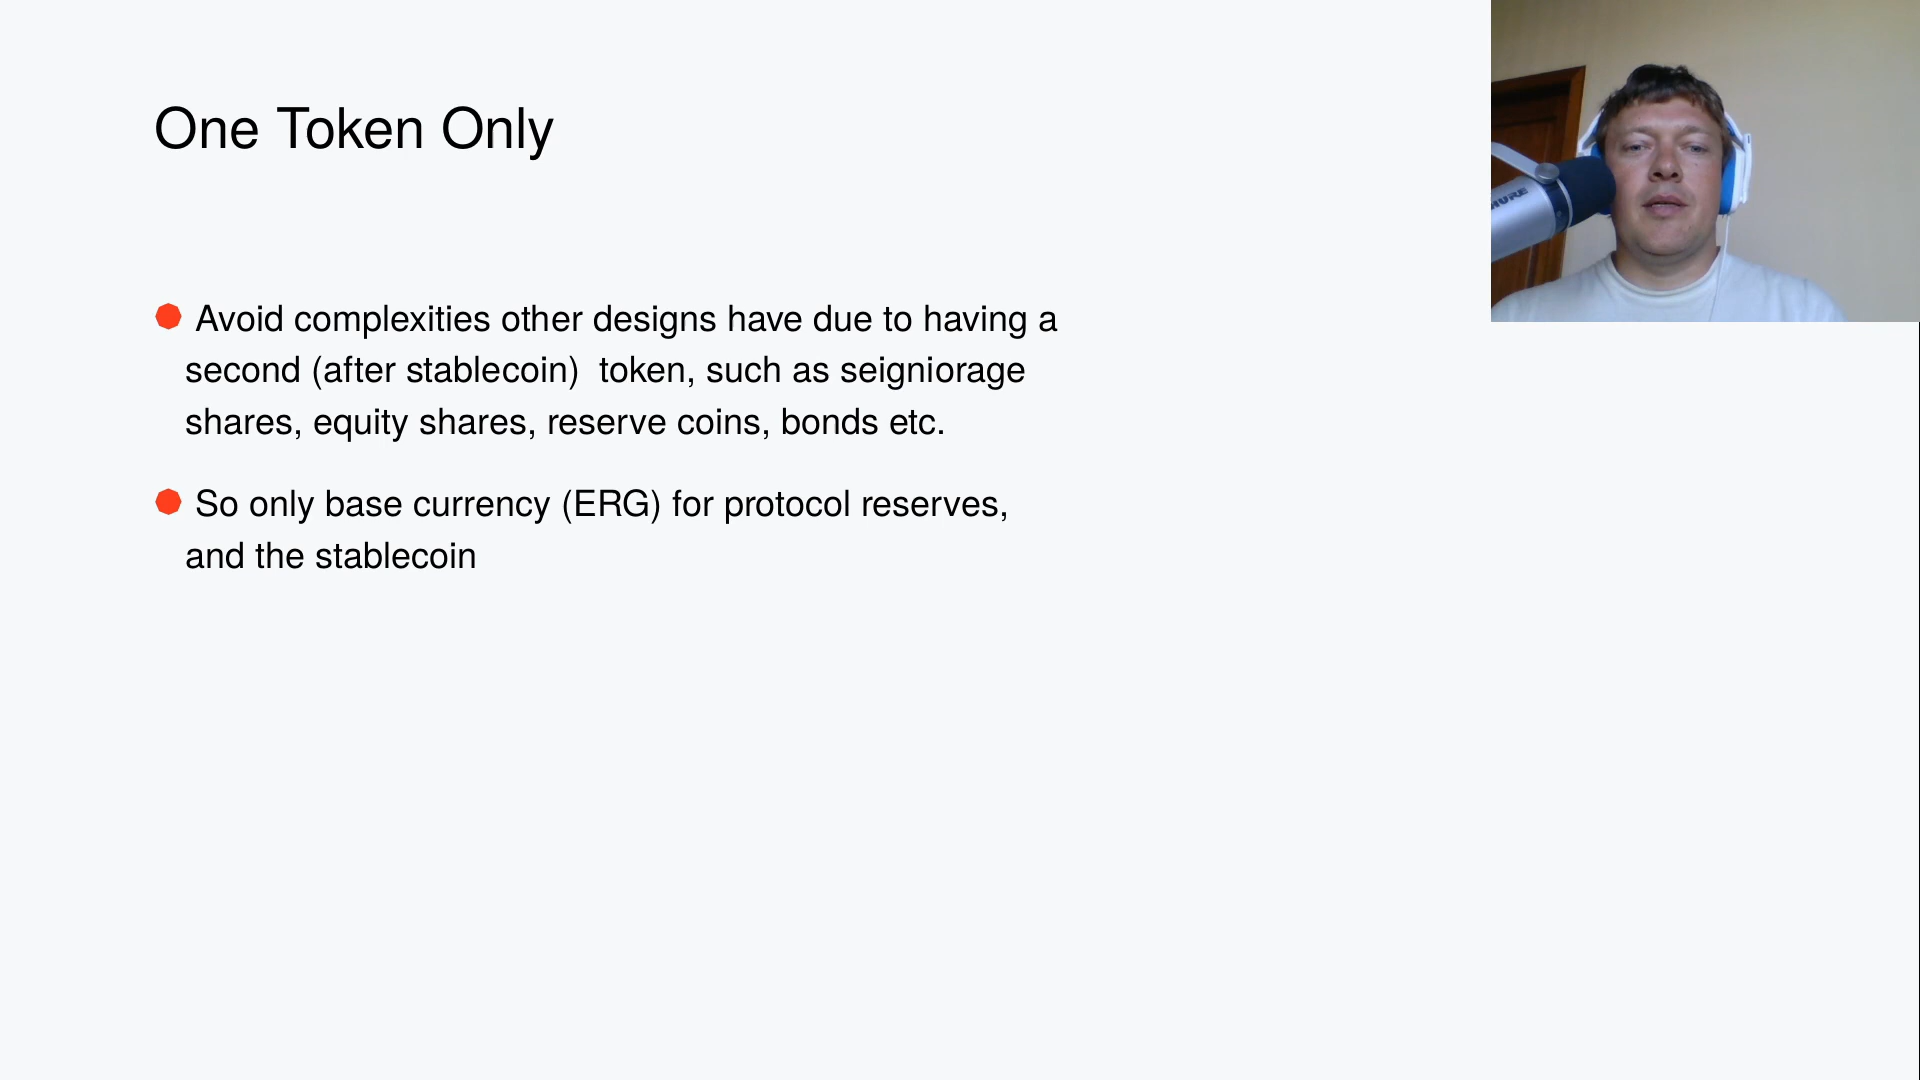 One Token Only
Avoid complexities other designs have due to having a
second (after stablecoin)  token, such as seigniorage
shares, equity shares, reserve coins, bonds etc.
So only base currency (ERG) for protocol reserves,
and the stablecoin